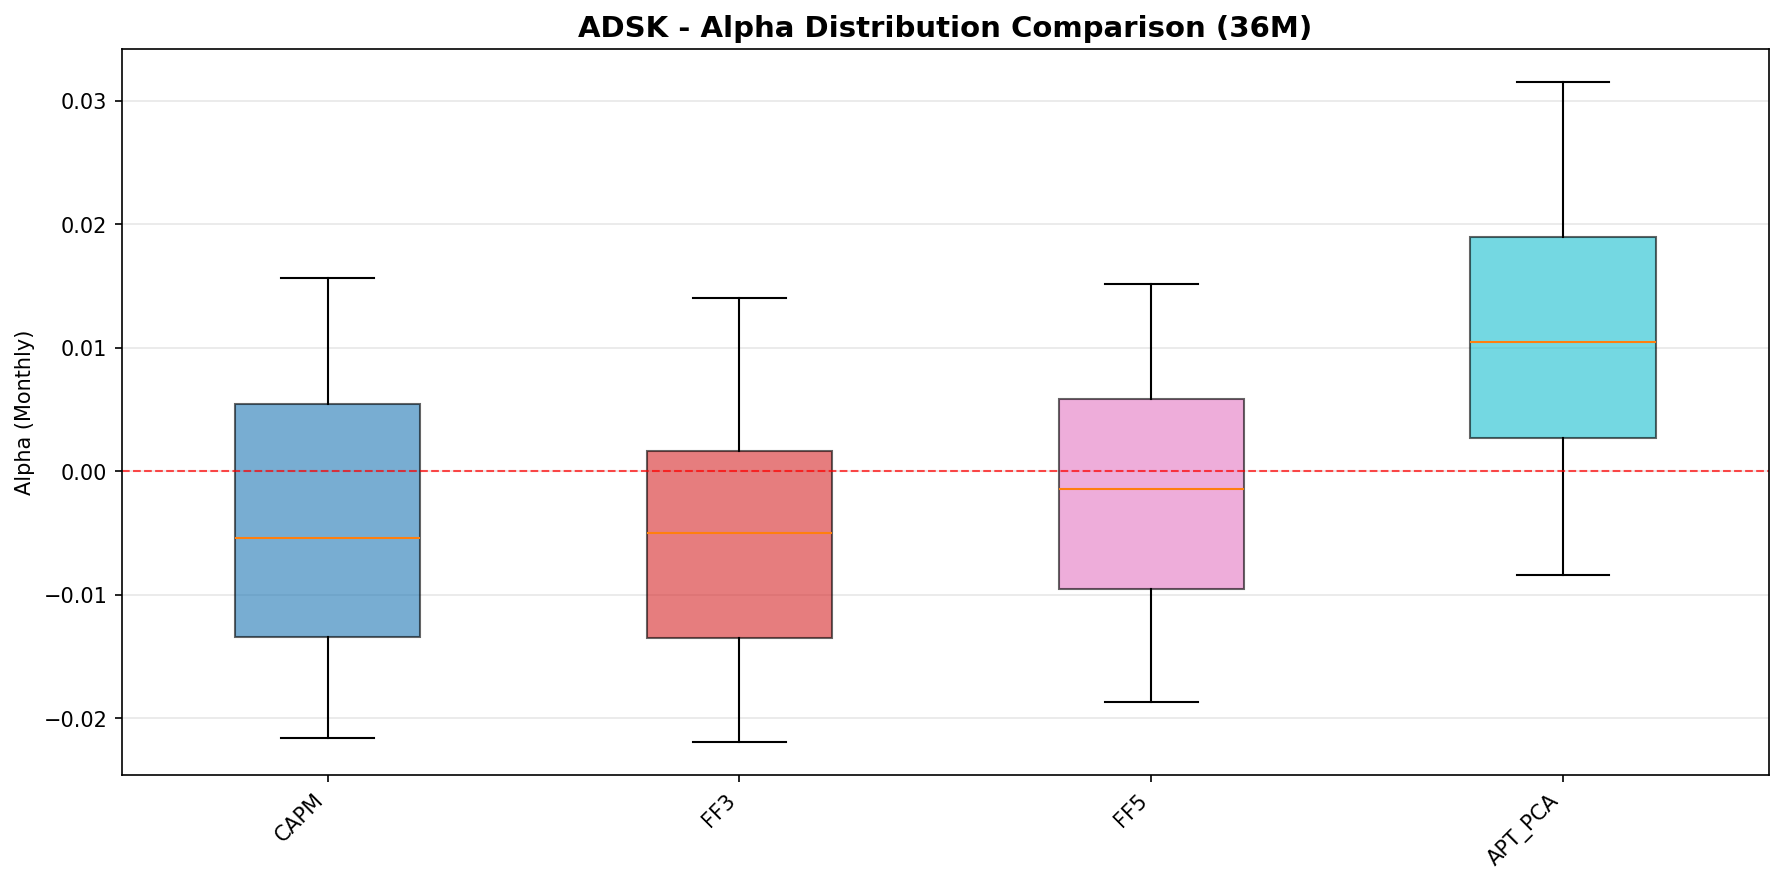 ADSK - Alpha Distribution Comparison (36M)
Alpha (Monthly)
0.03
0.02
0.01
0.00
−0.01
−0.02
CAPM
FF3
FF5
APT_PCA